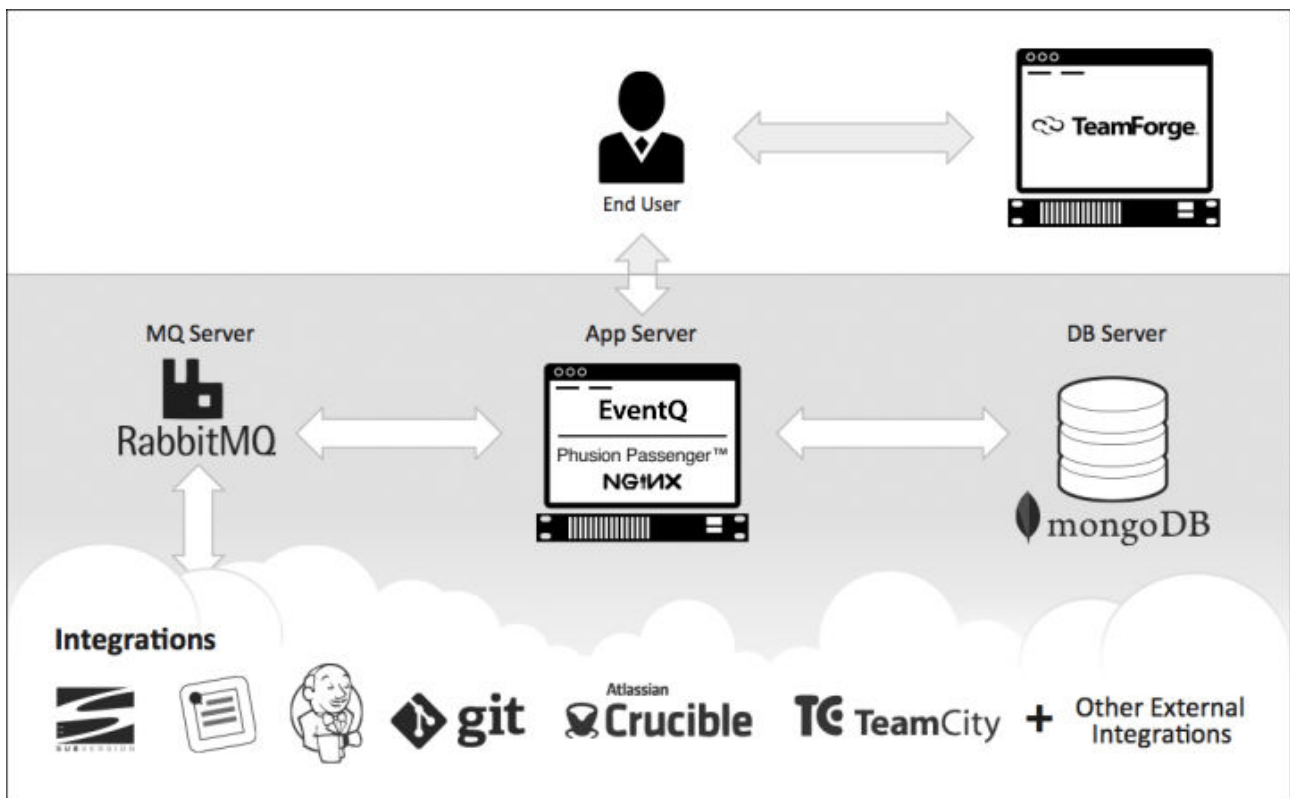 TeamForge
End User
MQ Server
App Server
DB Server
RabbitMQ
EventQ
Phusion Passenger™
NGINX
mongoDB
Integrations
SUBVERSION
git
Atlassian
Crucible
TC TeamCity
+ Other External
Integrations